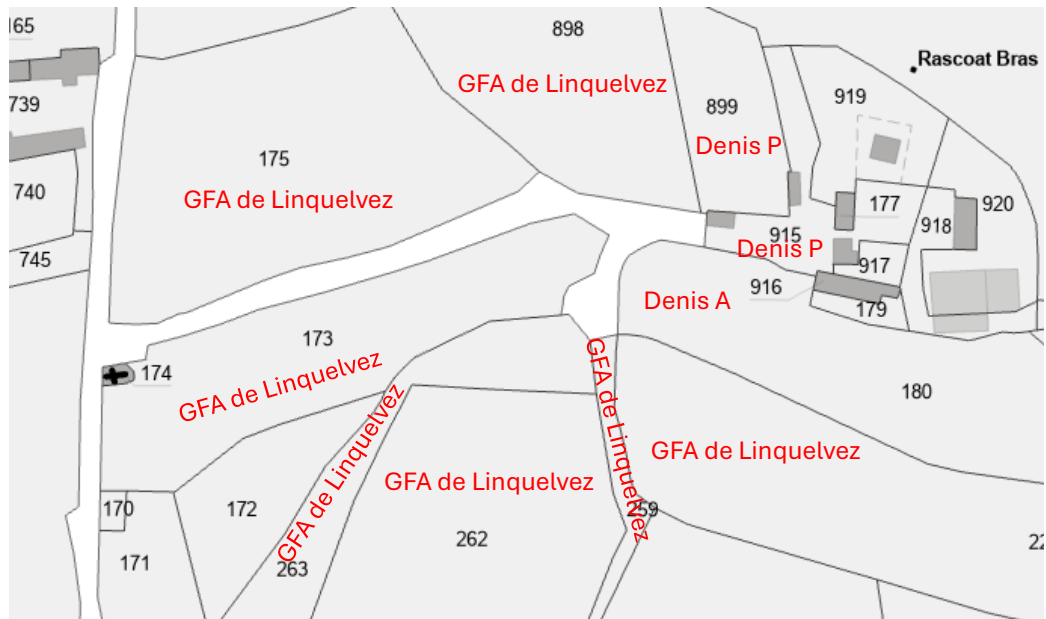 165
898
Rascoat Bras
GFA de Linquelvez
919
739
899
Denis P
175
740
GFA de Linquelvez
177
920
918
915
745
Denis P
917
916
Denis A
179
173
174
GFA de Linquelvez
180
GFA de Linquelvez
GFA de Linquelvez
GFA de Linquelvez
GFA de Linquelvez
170
172
259
262
22
171
263